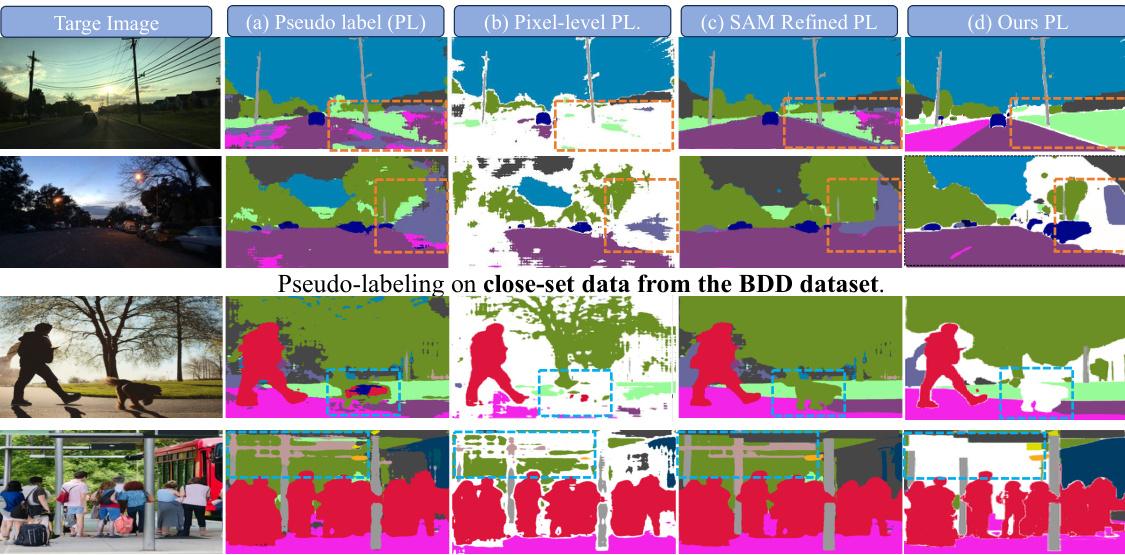 Targe Image
(a) Pseudo label (PL)
(b) Pixel-level PL.
(c) SAM Refined PL
(d) Ours PL
Pseudo-labeling on close-set data from the BDD dataset.